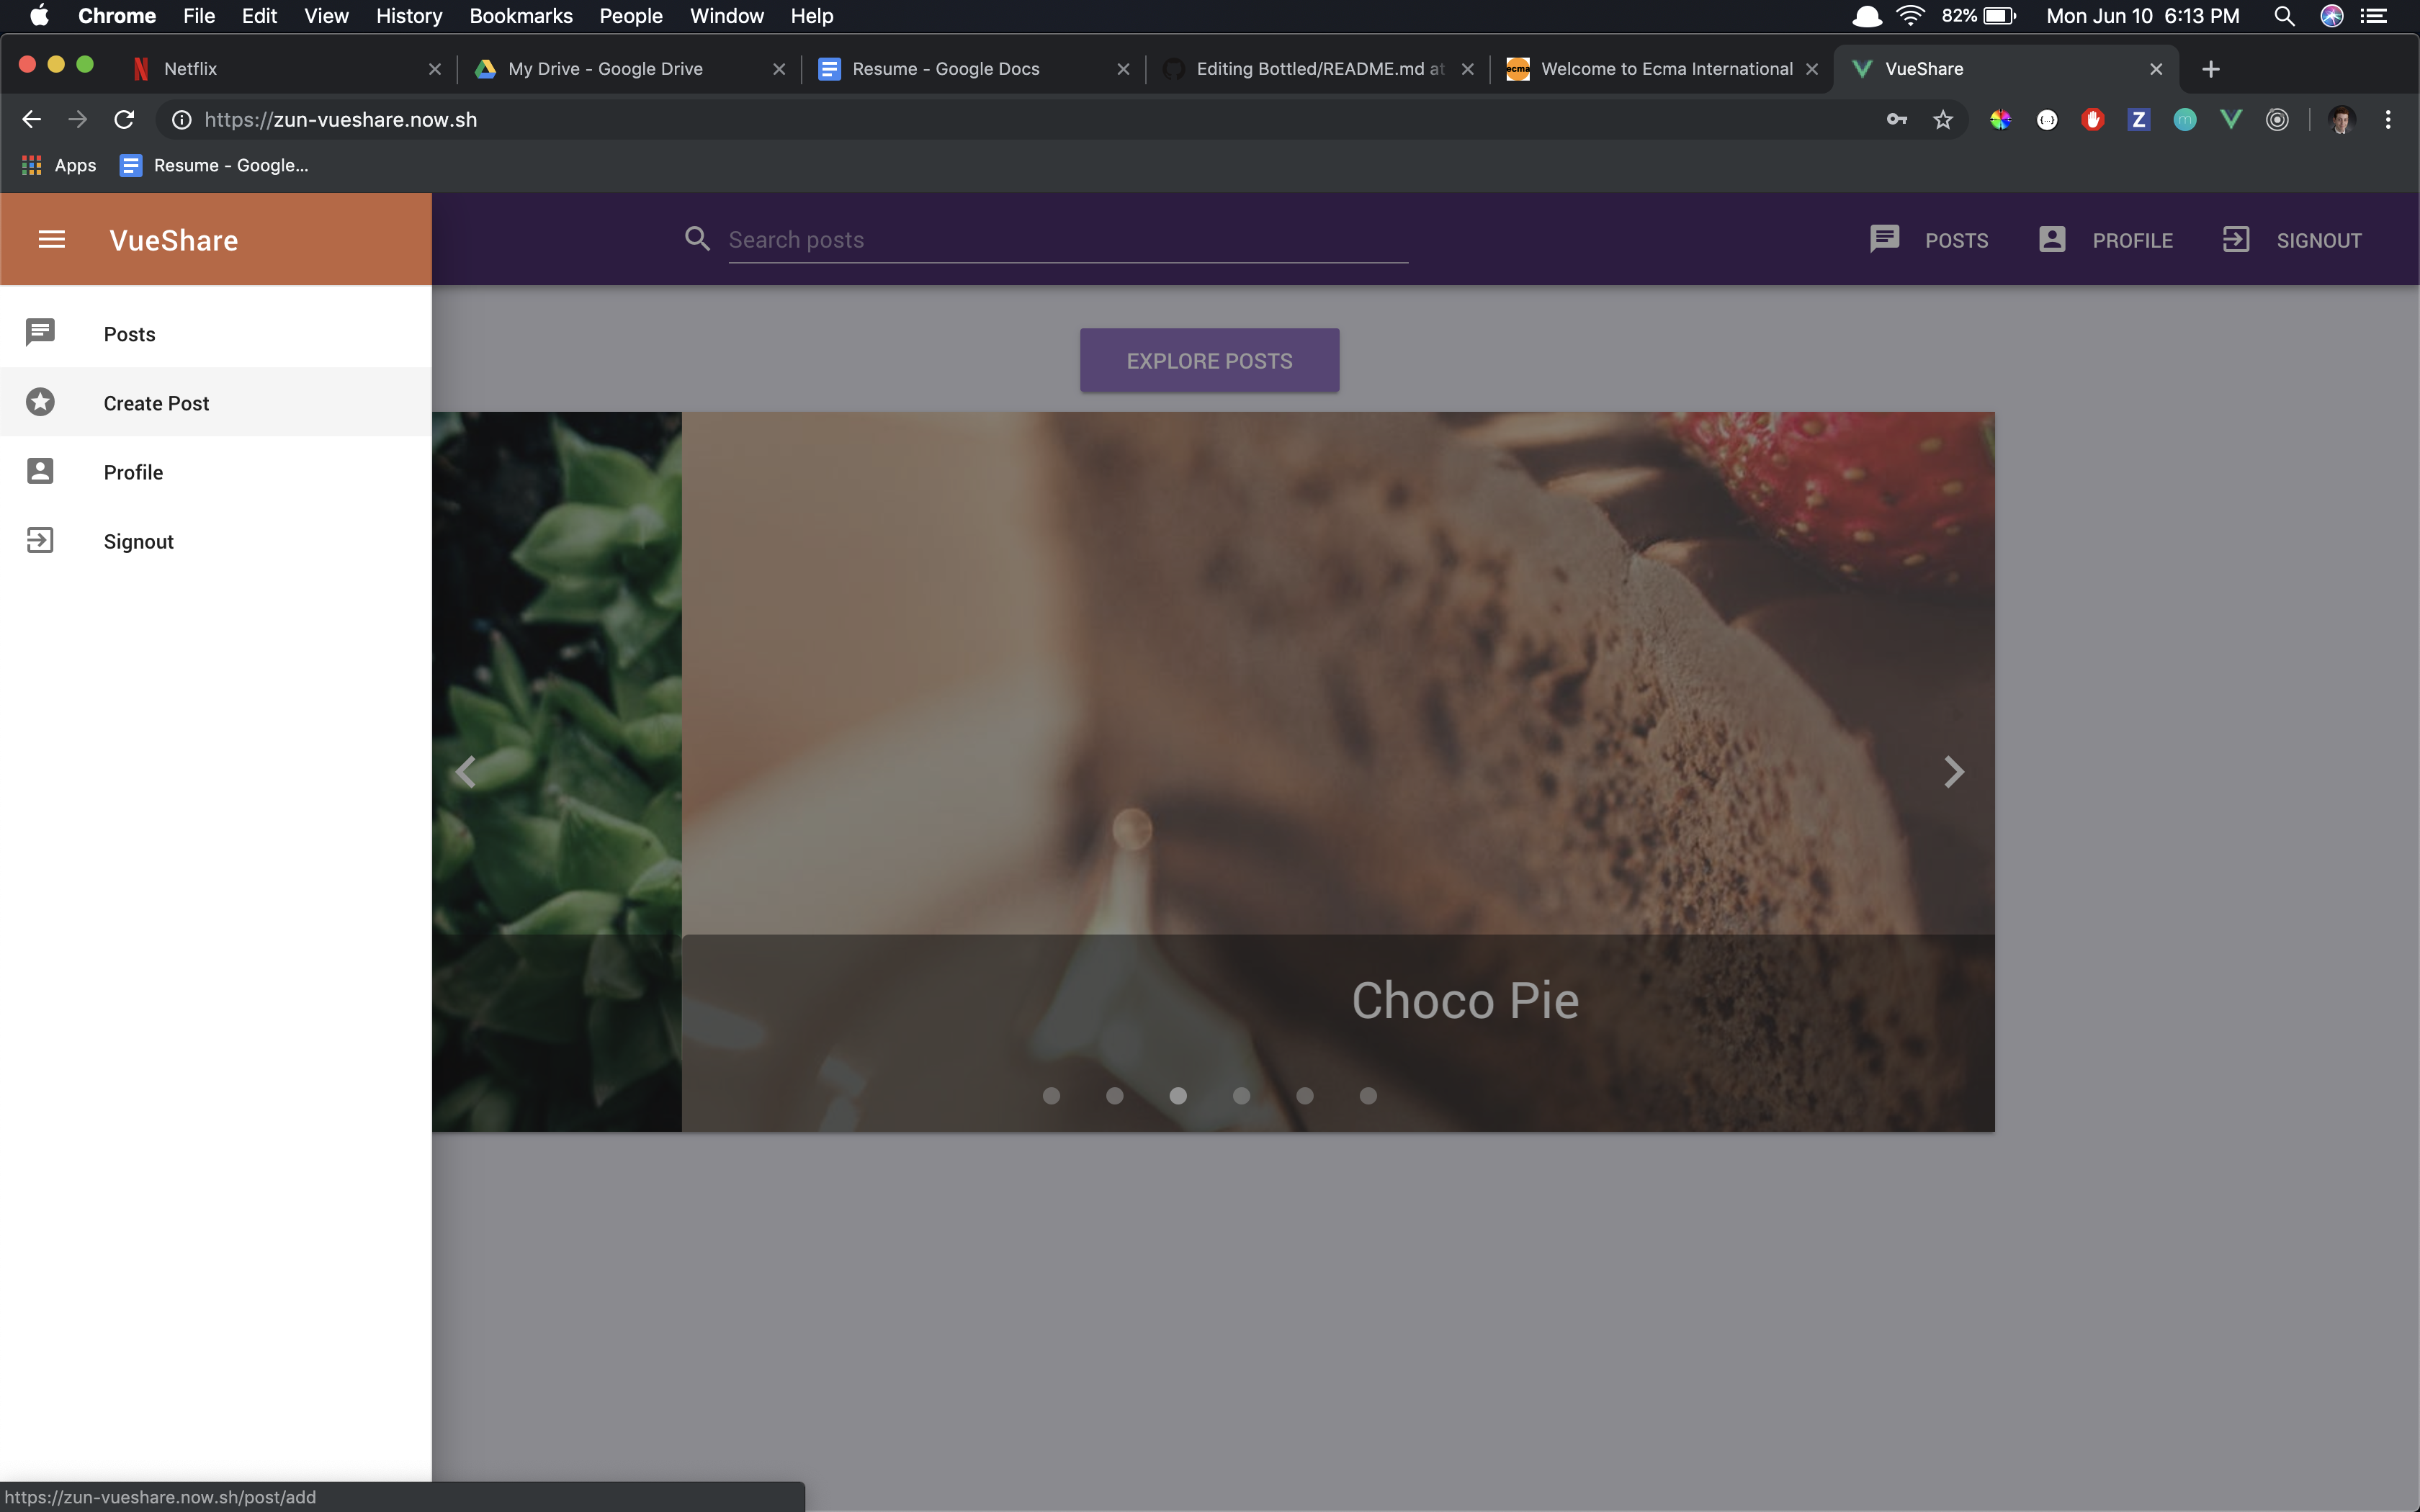 Chrome File Edit View History Bookmarks People Window Help 82% Mon Jun 10 6:13 PM
Netflix My Drive - Google Drive Resume - Google Docs Editing Bottled/README.md at Welcome to Ecma International VueShare
https://zun-vueshare.now.sh
Apps Resume - Google...
VueShare
Search posts
POSTS PROFILE SIGNOUT
Posts
Create Post
Profile
Signout
EXPLORE POSTS
Choco Pie
https://zun-vueshare.now.sh/post/add